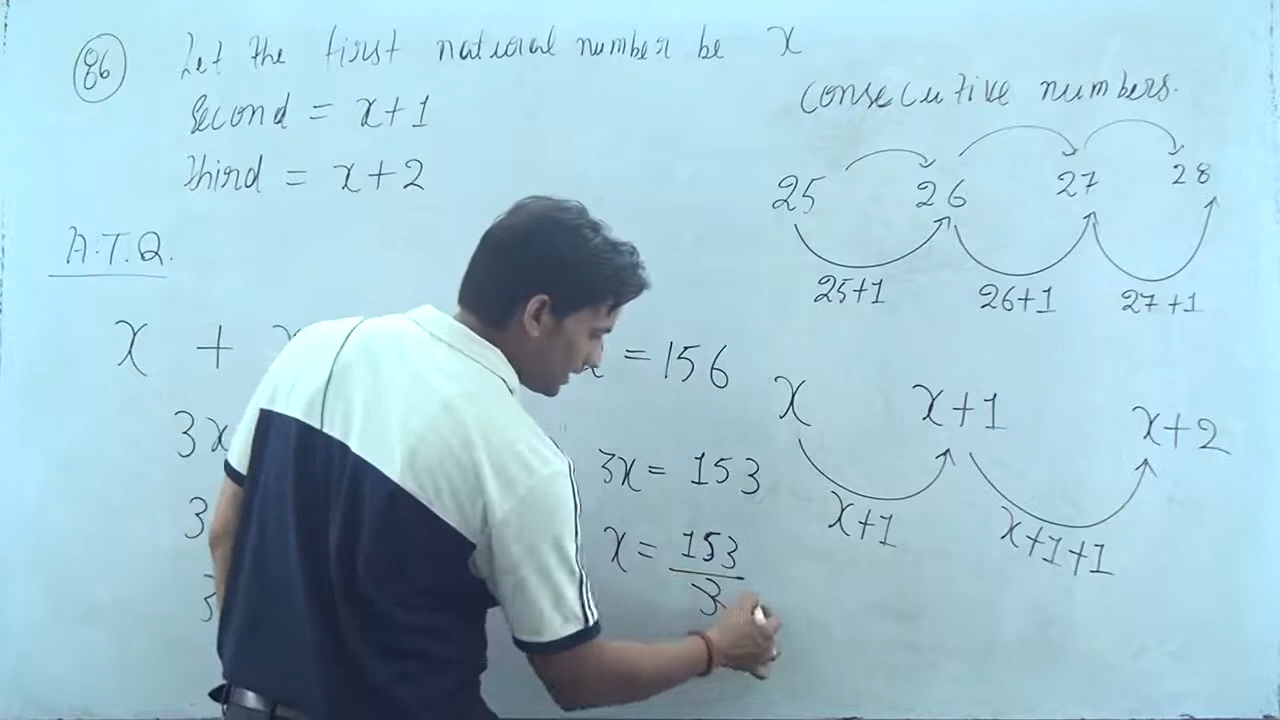 86 Let the first natural number be x
Second = x+1
third = x+2
A.T.Q.
x + = 156
3x
3
3x = 153
x = 153/3
consecutive numbers.
25 26 27 28
25+1 26+1 27+1
x x+1 x+2
x+1 x+1+1